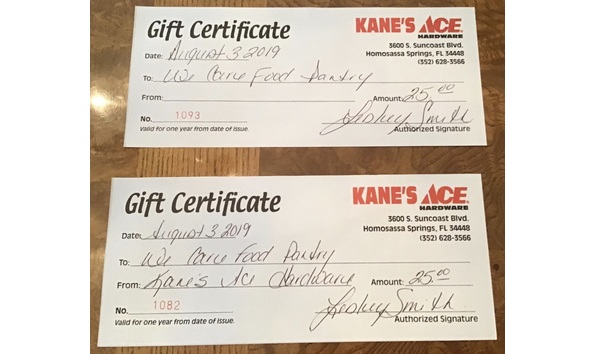 Gift Certificate
KANE'S ACE
HARDWARE
3600 S. Suncoast Blvd.
Homosassa Springs, FL 34448
(352) 628-3566
Date: August 3 2019
To: We Care Food Pantry
From: Amount: 25.00
No. 1093
Lesley Smith
Valid for one year from date of issue. Authorized Signature
Gift Certificate
KANE'S ACE
HARDWARE
3600 S. Suncoast Blvd.
Homosassa Springs, FL 34448
(352) 628-3566
Date: August 3 2019
To: We Care Food Pantry
From: Kane's Ace Hardware Amount: 25.00
No. 1082
Lesley Smith
Valid for one year from date of issue. Authorized Signature